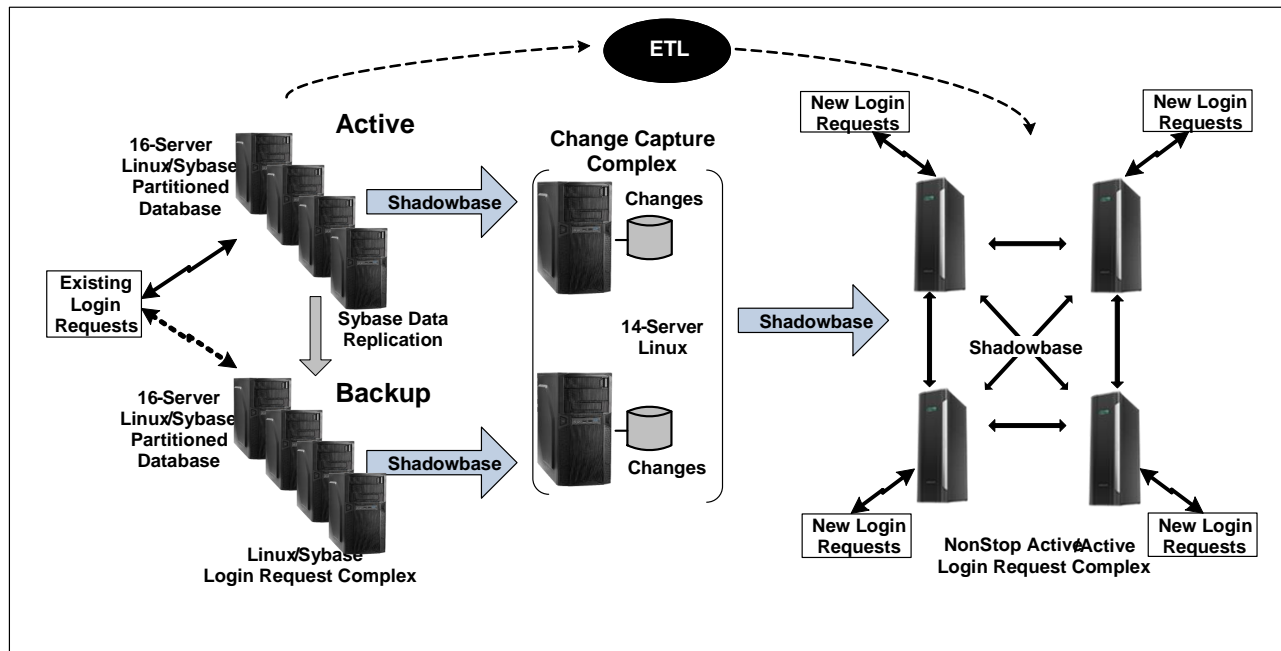 ETL
Active
16-Server
Linux/Sybase
Partitioned
Database
Shadowbase
Existing
Login
Requests
Sybase Data
Replication
Backup
16-Server
Linux/Sybase
Partitioned
Database
Shadowbase
Linux/Sybase
Login Request Complex
Change Capture
Complex
Changes
14-Server
Linux
Changes
Shadowbase
New Login
Requests
New Login
Requests
Shadowbase
New Login
Requests
New Login
Requests
NonStop Active/Active
Login Request Complex